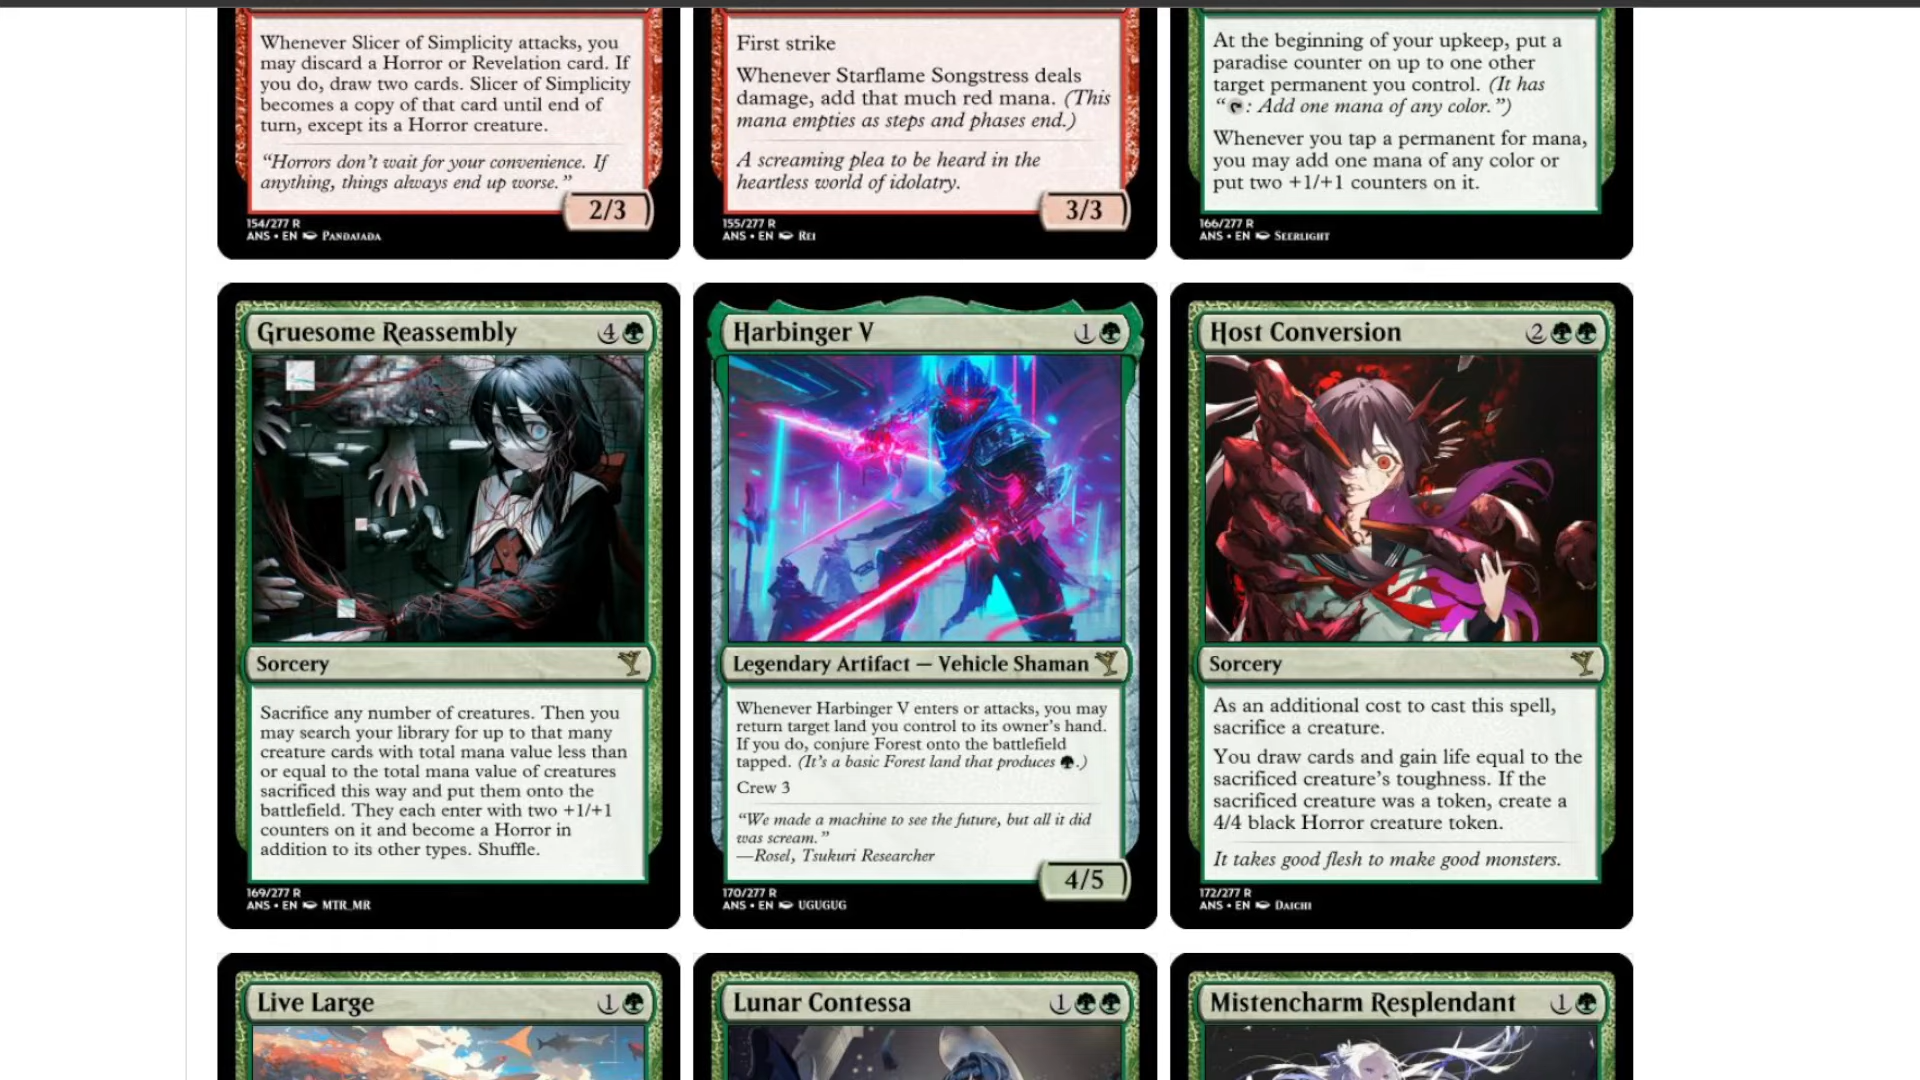 Whenever Slicer of Simplicity attacks, you
may discard a Horror or Revelation card. If
you do, draw two cards. Slicer of Simplicity
becomes a copy of that card until end of
turn, except its a Horror creature.
“Horrors don’t wait for your convenience. If
anything, things always end up worse.”
2/3
154/277 R
ANS • EN PANDAJADA
First strike
Whenever Starflame Songstress deals
damage, add that much red mana. (This
mana empties as steps and phases end.)
A screaming plea to be heard in the
heartless world of idolatry.
3/3
155/277 R
ANS • EN REI
At the beginning of your upkeep, put a
paradise counter on up to one other
target permanent you control. (It has
“: Add one mana of any color.”)
Whenever you tap a permanent for mana,
you may add one mana of any color or
put two +1/+1 counters on it.
166/277 R
ANS • EN SEERLIGHT
Gruesome Reassembly 4
Sorcery
Sacrifice any number of creatures. Then you
may search your library for up to that many
creature cards with total mana value less than
or equal to the total mana value of creatures
sacrificed this way and put them onto the
battlefield. They each enter with two +1/+1
counters on it and become a Horror in
addition to its other types. Shuffle.
169/277 R
ANS • EN MTR_MR
Harbinger V 1
Legendary Artifact — Vehicle Shaman
Whenever Harbinger V enters or attacks, you may
return target land you control to its owner’s hand.
If you do, conjure Forest onto the battlefield
tapped. (It’s a basic Forest land that produces .)
Crew 3
“We made a machine to see the future, but all it did
was scream.”
—Rosel, Tsukuri Researcher
4/5
170/277 R
ANS • EN UGUGUG
Host Conversion 2
Sorcery
As an additional cost to cast this spell,
sacrifice a creature.
You draw cards and gain life equal to the
sacrificed creature’s toughness. If the
sacrificed creature was a token, create a
4/4 black Horror creature token.
It takes good flesh to make good monsters.
172/277 R
ANS • EN DAICHI
Live Large 1
Lunar Contessa 1
Mistencharm Resplendant 1